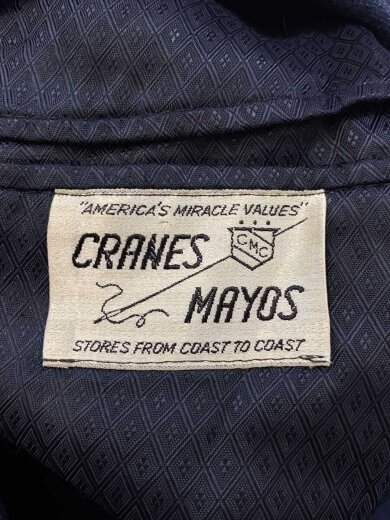 "AMERICA'S MIRACLE VALUES"
CRANES
CMC
MAYOS
STORES FROM COAST TO COAST